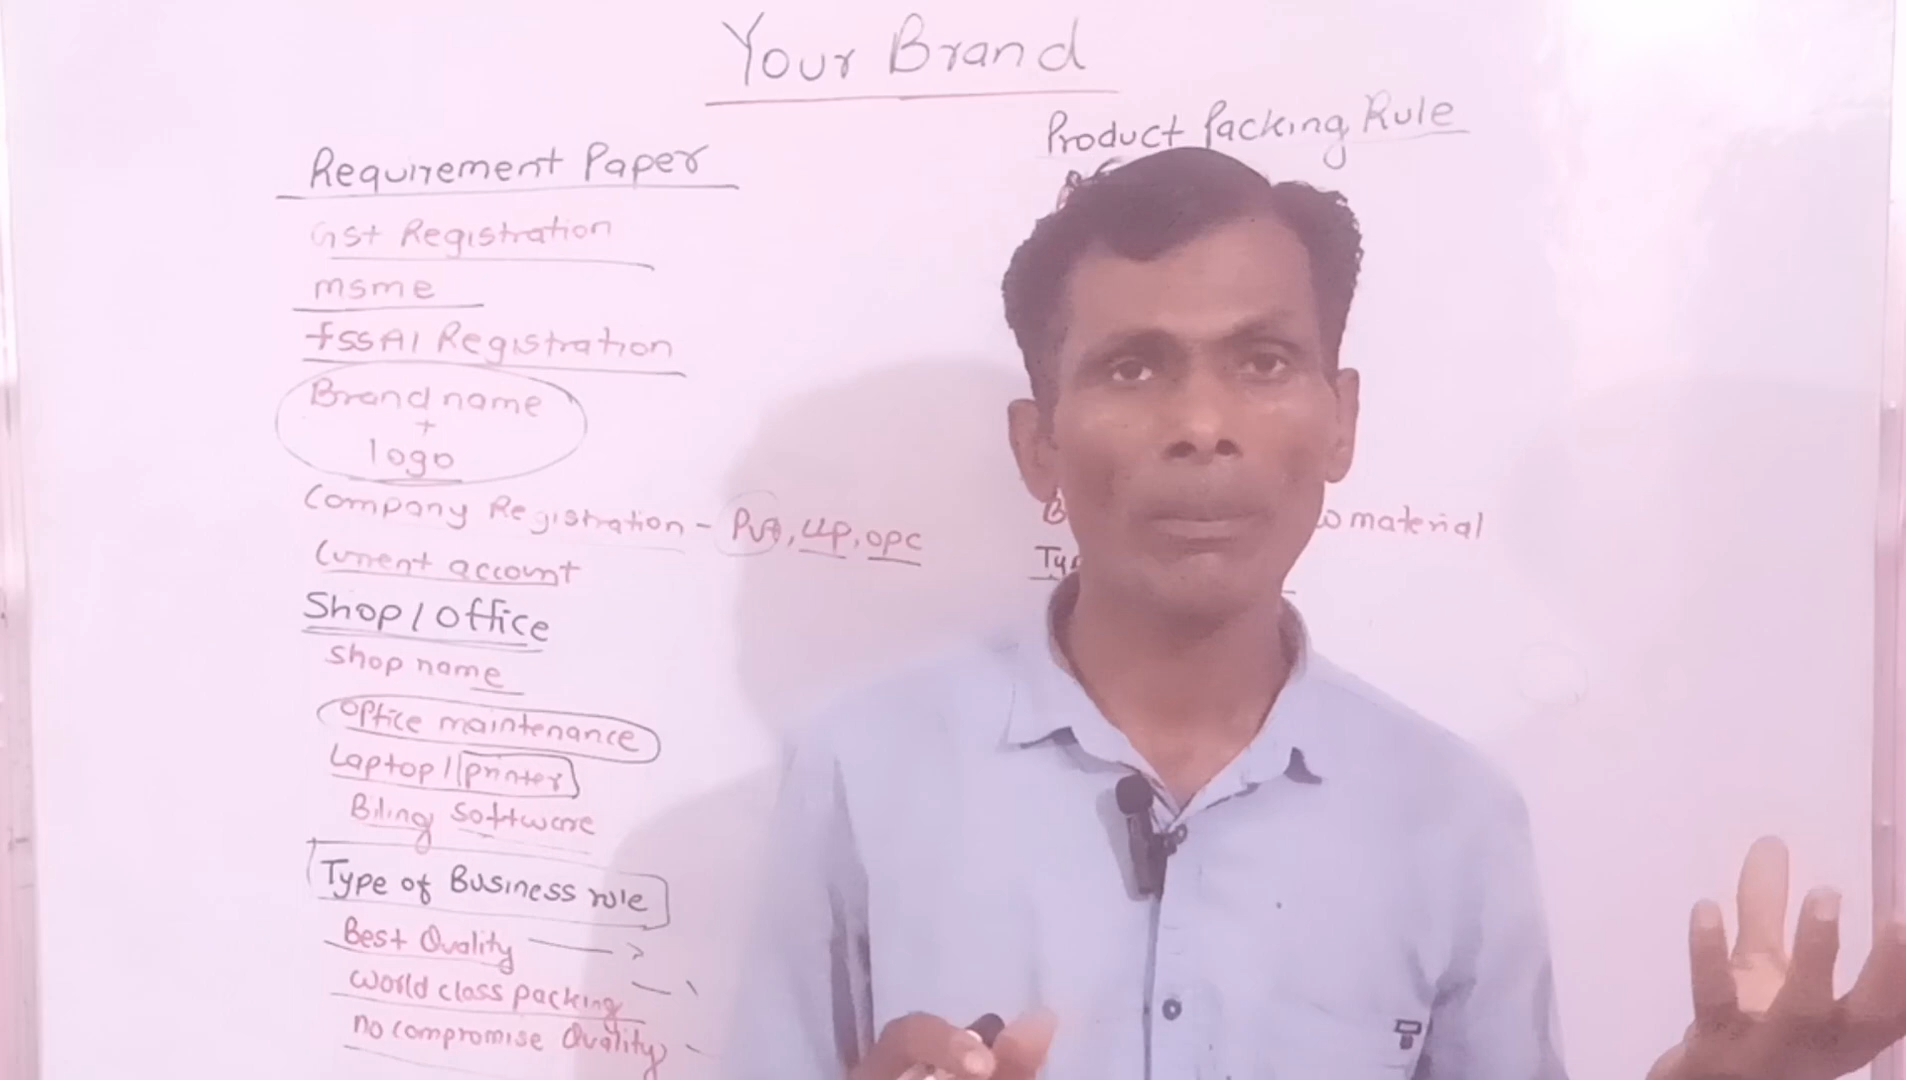 Your Brand
Requirement Paper
Gst Registration
msme
fssAI Registration
Brand name
+
logo
Company Registration - Pvt, LLP, OPC
Current account
Shop / Office
Shop name
office maintenance
Laptop / printer
Biling Software
Type of Business role
Best Quality
world class packing
no compromise Quality
Product Packing Rule
material